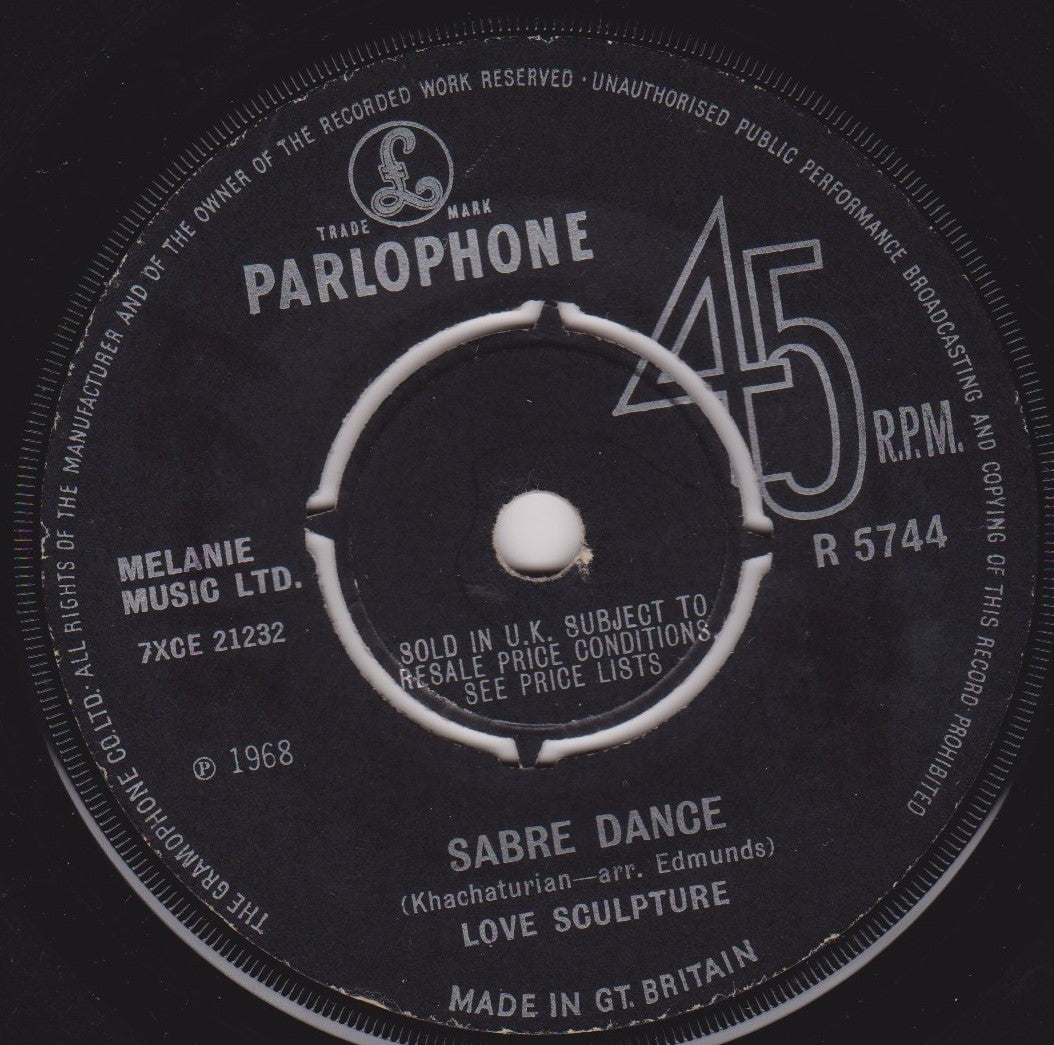 THE GRAMOPHONE CO. LTD. ALL RIGHTS OF THE MANUFACTURER AND OF THE OWNER OF THE RECORDED WORK RESERVED · UNAUTHORISED PUBLIC PERFORMANCE BROADCASTING AND COPYING OF THIS RECORD PROHIBITED
£
TRADE MARK
PARLOPHONE
45 R.P.M.
R 5744
MELANIE
MUSIC LTD.
7XCE 21232
SOLD IN U.K. SUBJECT TO
RESALE PRICE CONDITIONS,
SEE PRICE LISTS
℗ 1968
SABRE DANCE
(Khachaturian—arr. Edmunds)
LOVE SCULPTURE
MADE IN GT. BRITAIN